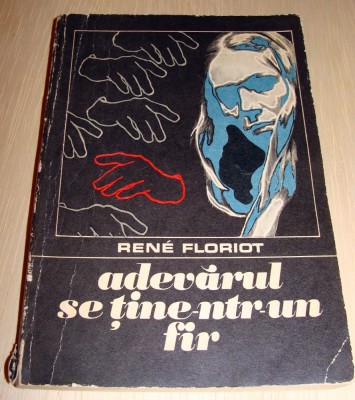 RENÉ FLORIOT
adevărul
se ține-ntr-un
fir